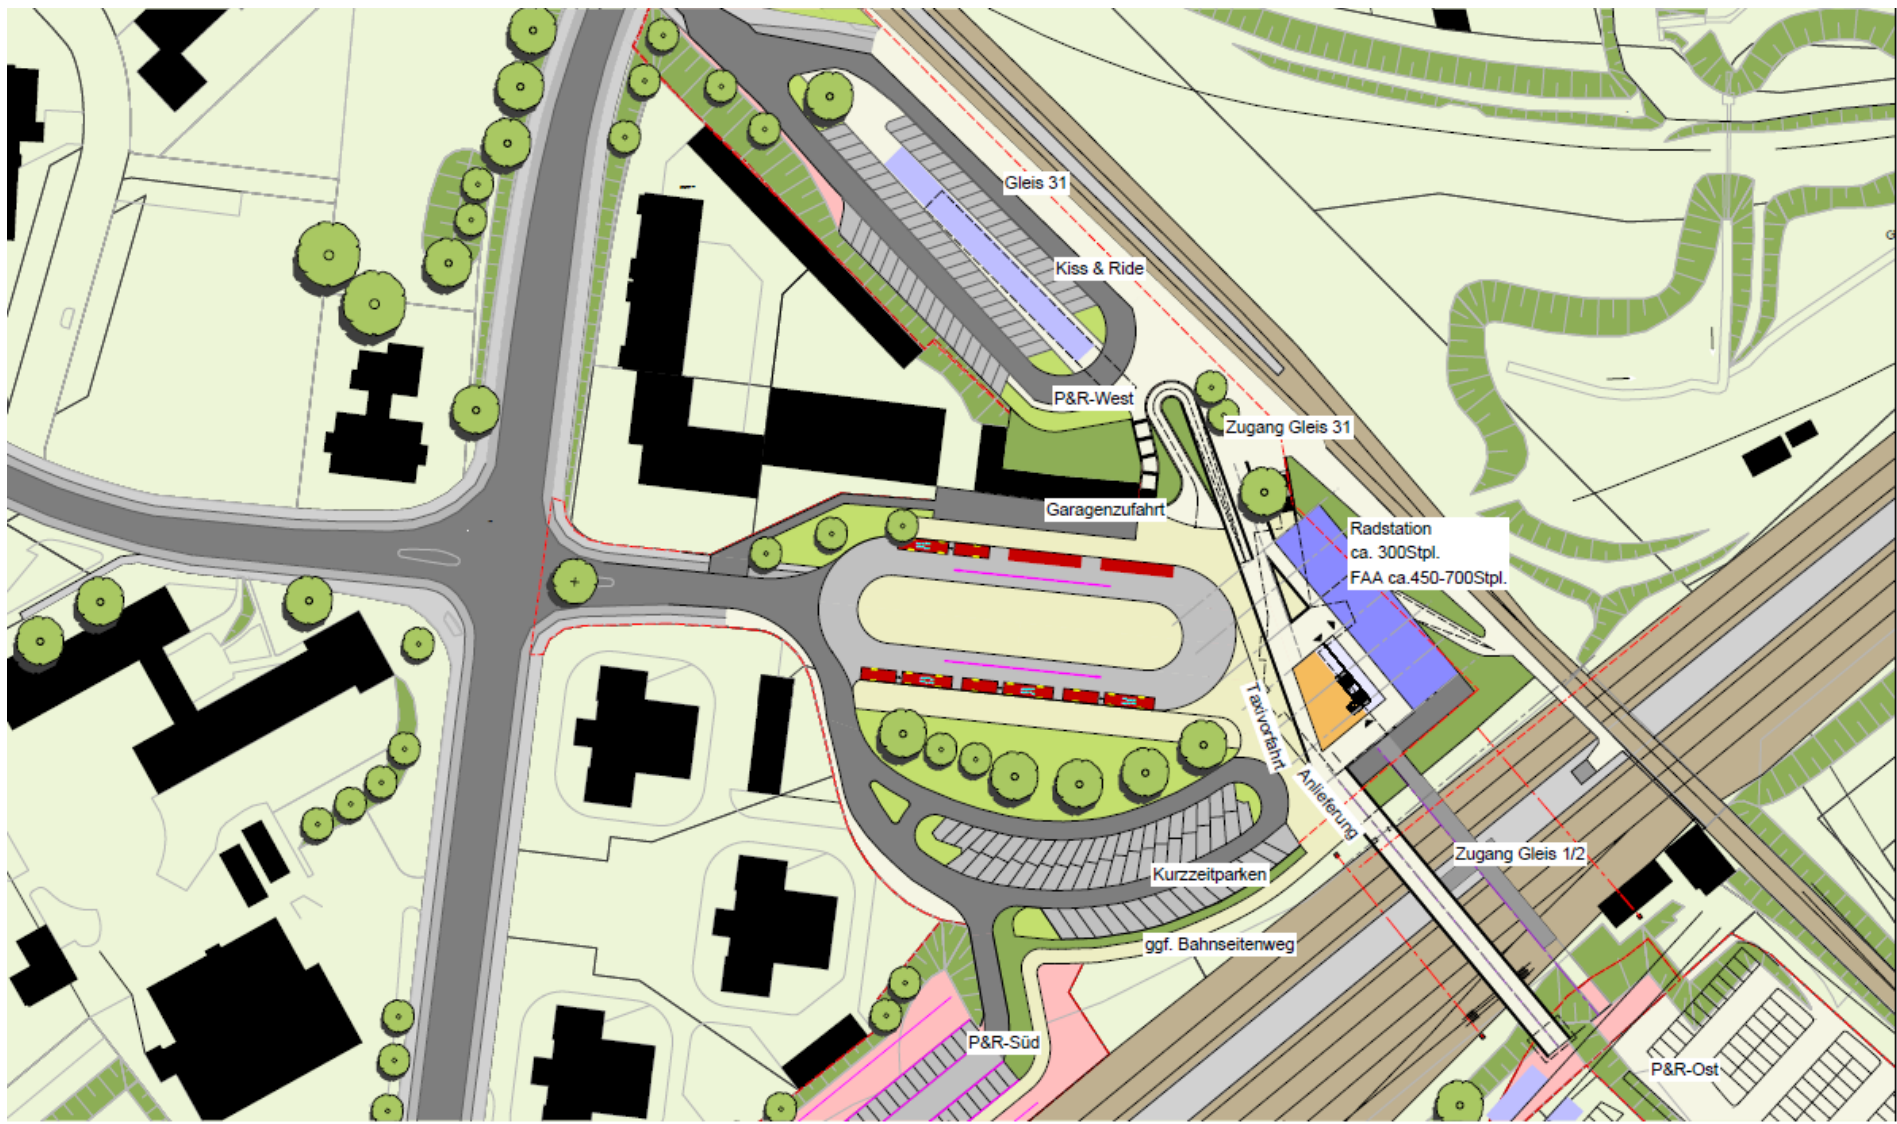 Gleis 31
Kiss & Ride
P&R-West
Zugang Gleis 31
Garagenzufahrt
Radstation
ca. 300Stpl.
FAA ca.450-700Stpl.
Taxivorfahrt
Anlieferung
Zugang Gleis 1/2
Kurzzeitparken
ggf. Bahnseitenweg
P&R-Süd
P&R-Ost
G